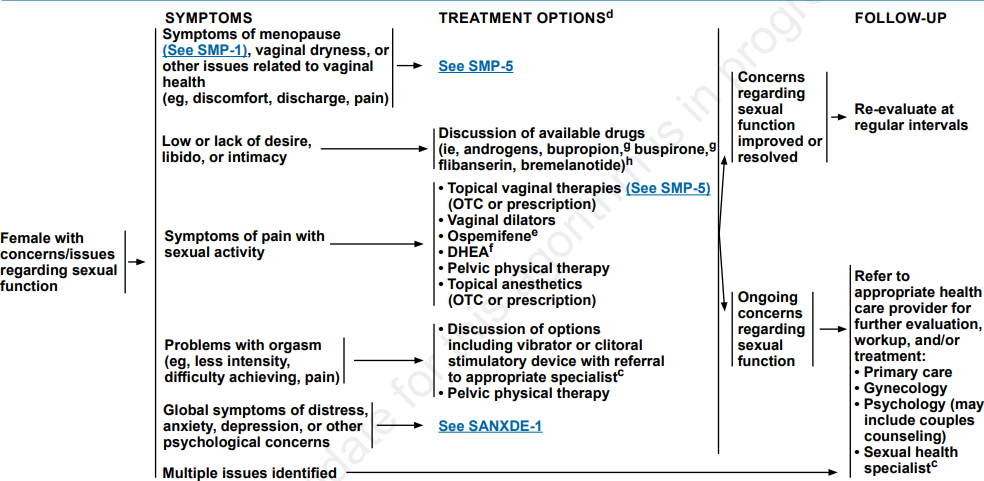 SYMPTOMS
TREATMENT OPTIONSd
FOLLOW-UP
Female with
concerns/issues
regarding sexual
function
Symptoms of menopause
(See SMP-1), vaginal dryness, or
other issues related to vaginal
health
(eg, discomfort, discharge, pain)
See SMP-5
Low or lack of desire,
libido, or intimacy
Discussion of available drugs
(ie, androgens, bupropion,g buspirone,g
flibanserin, bremelanotide)h
Symptoms of pain with
sexual activity
• Topical vaginal therapies (See SMP-5)
(OTC or prescription)
• Vaginal dilators
• Ospemifenee
• DHEAf
• Pelvic physical therapy
• Topical anesthetics
(OTC or prescription)
Problems with orgasm
(eg, less intensity,
difficulty achieving, pain)
• Discussion of options
including vibrator or clitoral
stimulatory device with referral
to appropriate specialistc
• Pelvic physical therapy
Global symptoms of distress,
anxiety, depression, or other
psychological concerns
See SANXDE-1
Multiple issues identified
Concerns
regarding
sexual
function
improved or
resolved
Re-evaluate at
regular intervals
Ongoing
concerns
regarding
sexual
function
Refer to
appropriate health
care provider for
further evaluation,
workup, and/or
treatment:
• Primary care
• Gynecology
• Psychology (may
include couples
counseling)
• Sexual health
specialistc